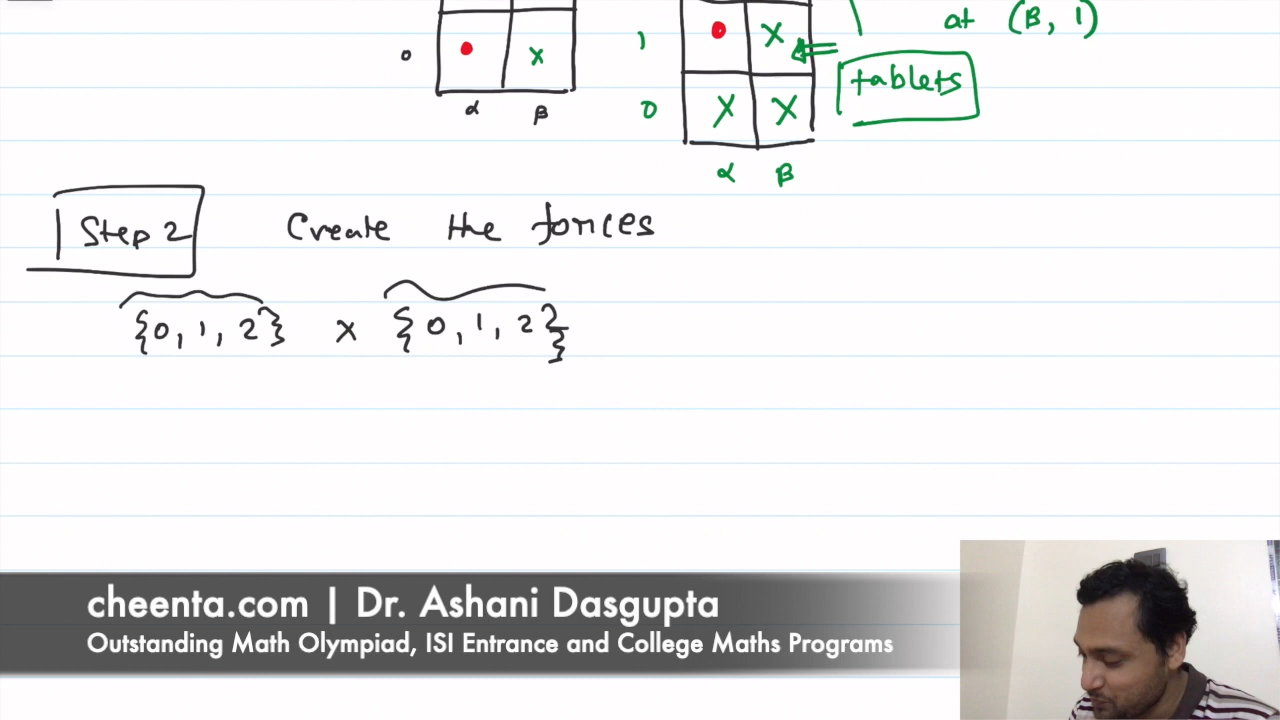 at (B, 1)
1 X
0 X tablets
α β 0 X X
α β
Step 2 Create the forces
{0, 1, 2} x {0, 1, 2}
cheenta.com | Dr. Ashani Dasgupta
Outstanding Math Olympiad, ISI Entrance and College Maths Programs